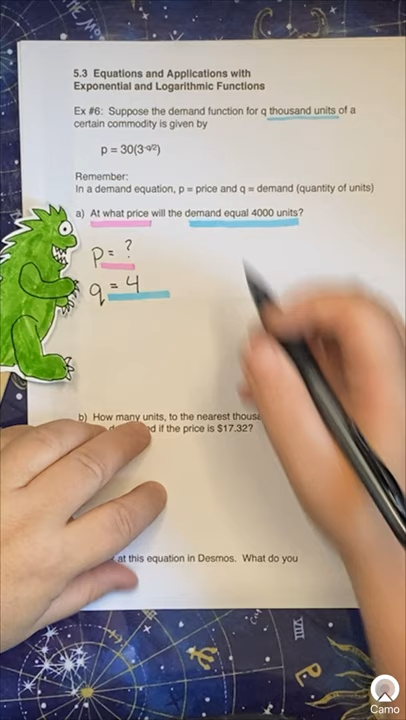 5.3 Equations and Applications with
Exponential and Logarithmic Functions
Ex #6: Suppose the demand function for q thousand units of a
certain commodity is given by
p = 30(3^-q/2)
Remember:
In a demand equation, p = price and q = demand (quantity of units)
a) At what price will the demand equal 4000 units?
p = ?
q = 4
b) How many units, to the nearest
if the price is $17.32?
at this equation in Desmos. What do you
VIII
Camo